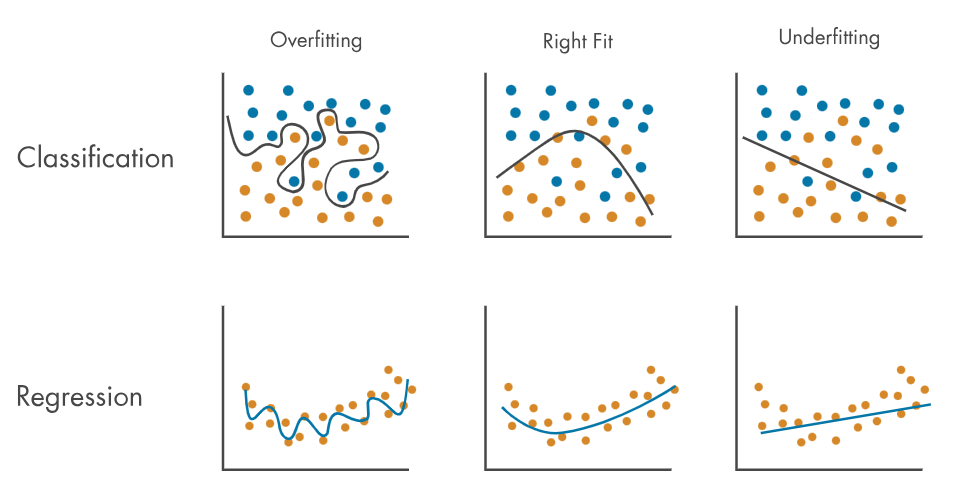 Overfitting
Right Fit
Underfitting
Classification
Regression